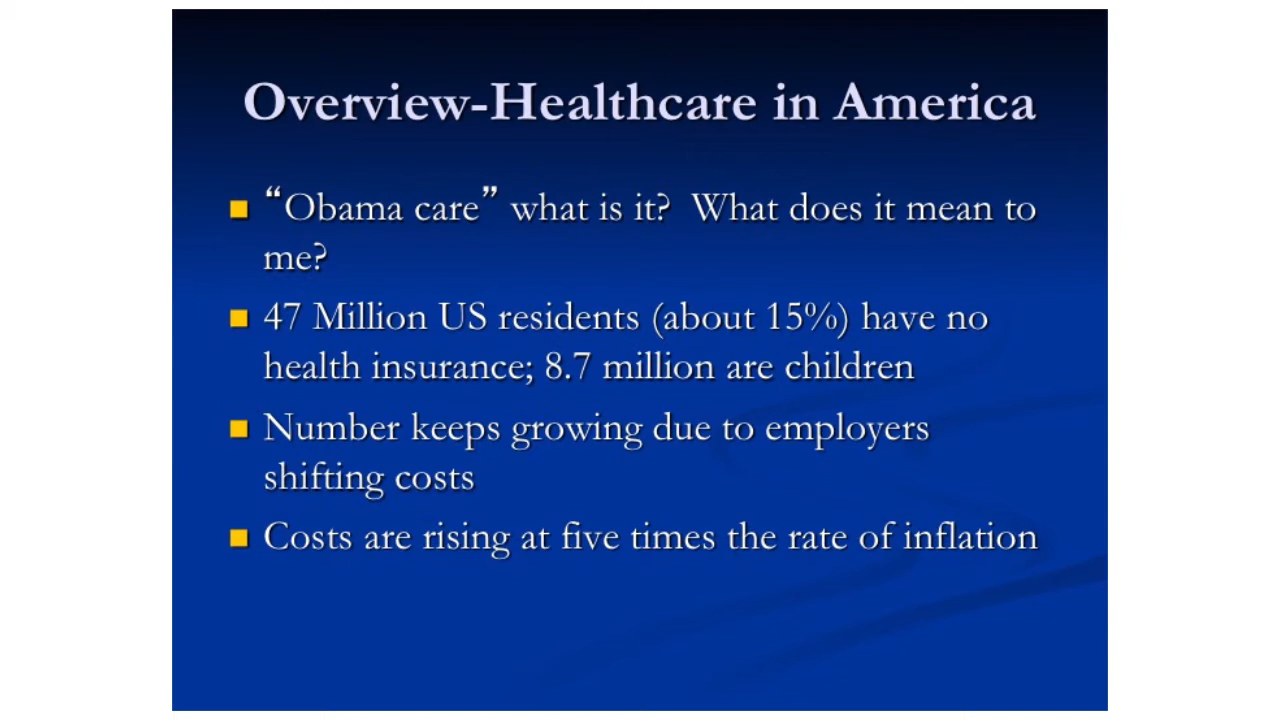 Overview-Healthcare in America
“Obama care” what is it?  What does it mean to
me?
47 Million US residents (about 15%) have no
health insurance; 8.7 million are children
Number keeps growing due to employers
shifting costs
Costs are rising at five times the rate of inflation